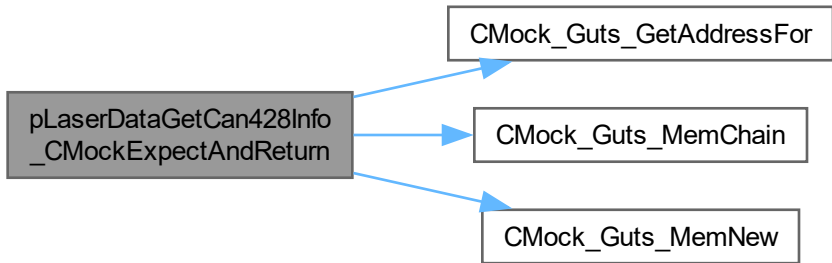 CMock_Guts_GetAddressFor
pLaserDataGetCan428Info
_CMockExpectAndReturn
CMock_Guts_MemChain
CMock_Guts_MemNew